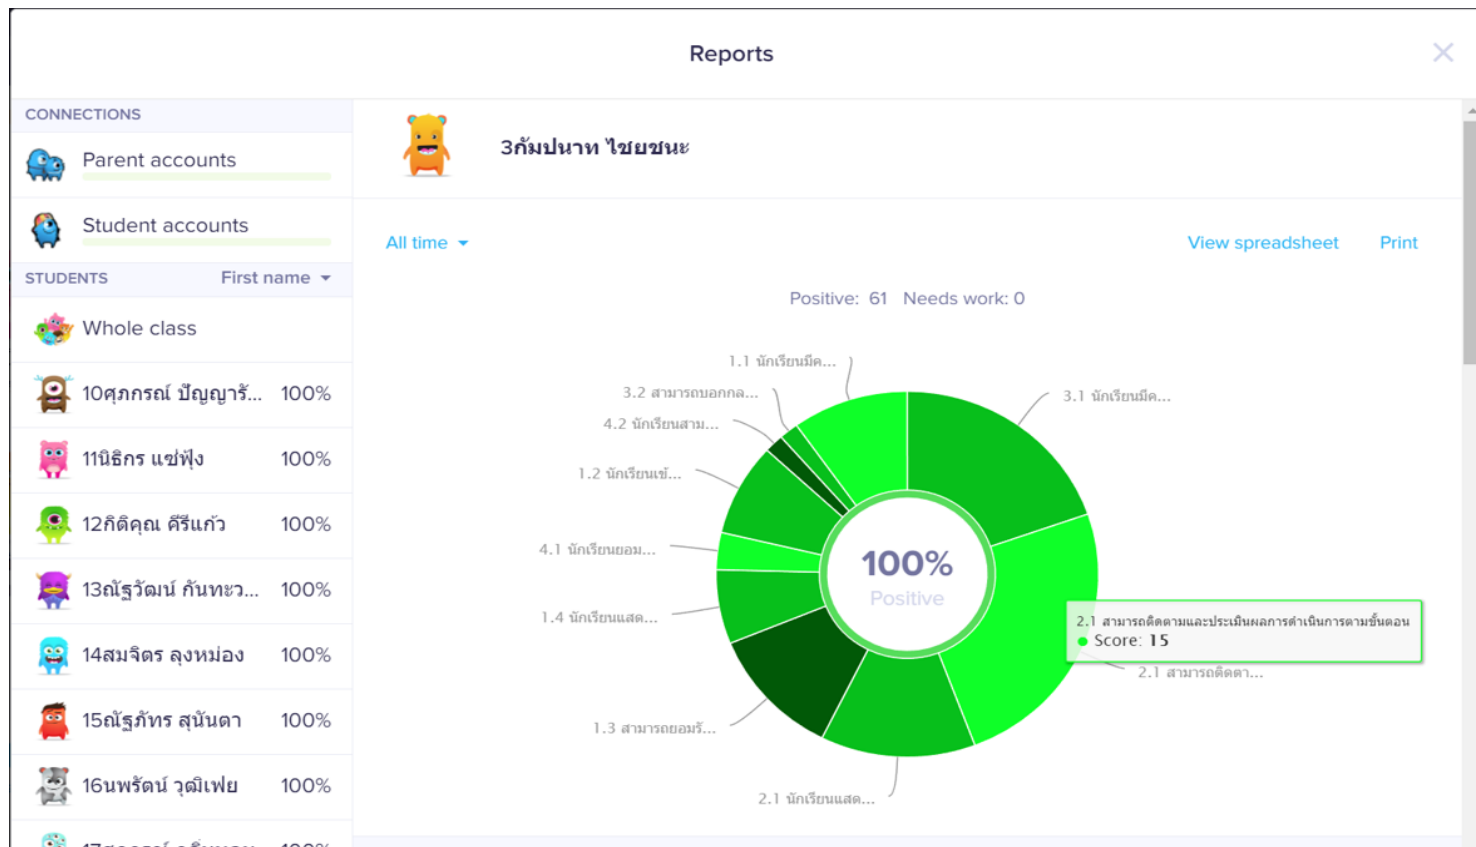 Reports
CONNECTIONS
Parent accounts
Student accounts
STUDENTS First name
Whole class
10ศุภกรณ์ ปัญญารั... 100%
11นิธิกร แซ่ฟุ้ง 100%
12กิติคุณ คีรีแก้ว 100%
13ณัฐวัฒน์ กันทะว... 100%
14สมจิตร ลุงหม่อง 100%
15ณัฐภัทร สุนันตา 100%
16นพรัตน์ วุฒิเฟย 100%
100%
3กัมปนาท ไชยชนะ
All time
View spreadsheet Print
Positive: 61 Needs work: 0
1.1 นักเรียนมีค...
3.2 สามารถบอกกล...
4.2 นักเรียนสาม...
1.2 นักเรียนเข้...
4.1 นักเรียนยอม...
1.4 นักเรียนแสด...
1.3 สามารถยอมรั...
2.1 นักเรียนแสด...
3.1 นักเรียนมีค...
100%
Positive
2.1 สามารถติดตามและประเมินผลการดำเนินการตามขั้นตอน
Score: 15
2.1 สามารถติดตา...